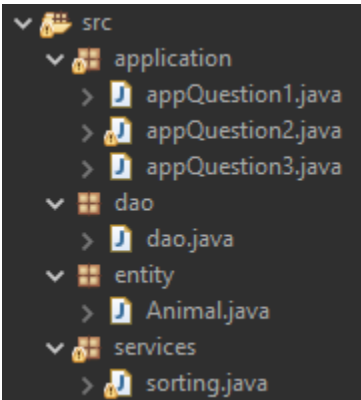 src
application
appQuestion1.java
appQuestion2.java
appQuestion3.java
dao
dao.java
entity
Animal.java
services
sorting.java